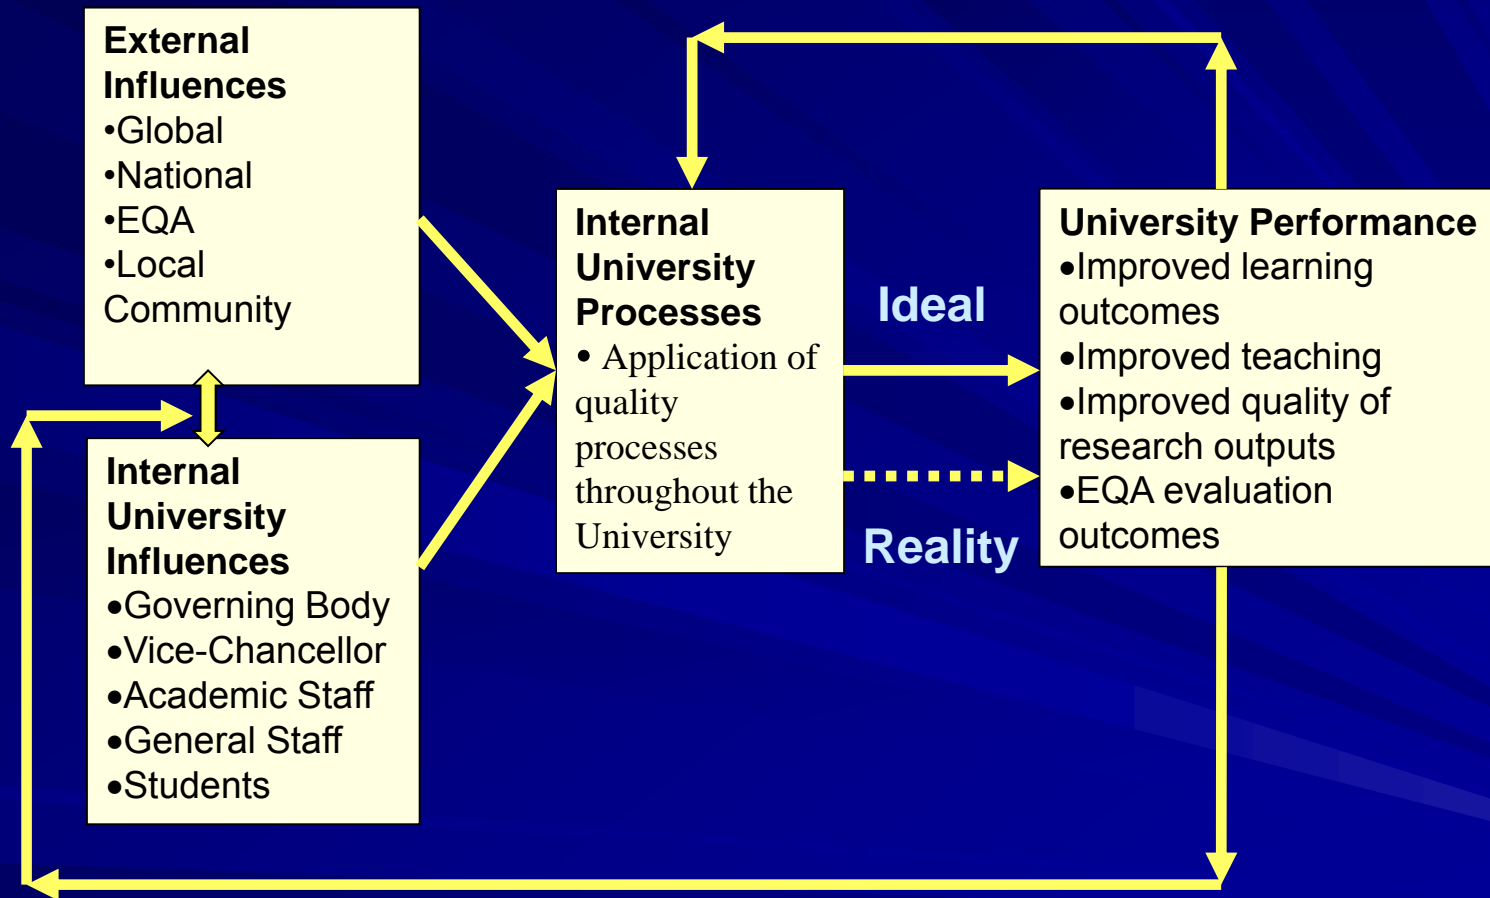 External
Influences
•Global
•National
•EQA
•Local
Community
Internal
University
Influences
•Governing Body
•Vice-Chancellor
•Academic Staff
•General Staff
•Students
Internal
University
Processes
• Application of
quality
processes
throughout the
University
Ideal
Reality
University Performance
•Improved learning
outcomes
•Improved teaching
•Improved quality of
research outputs
•EQA evaluation
outcomes